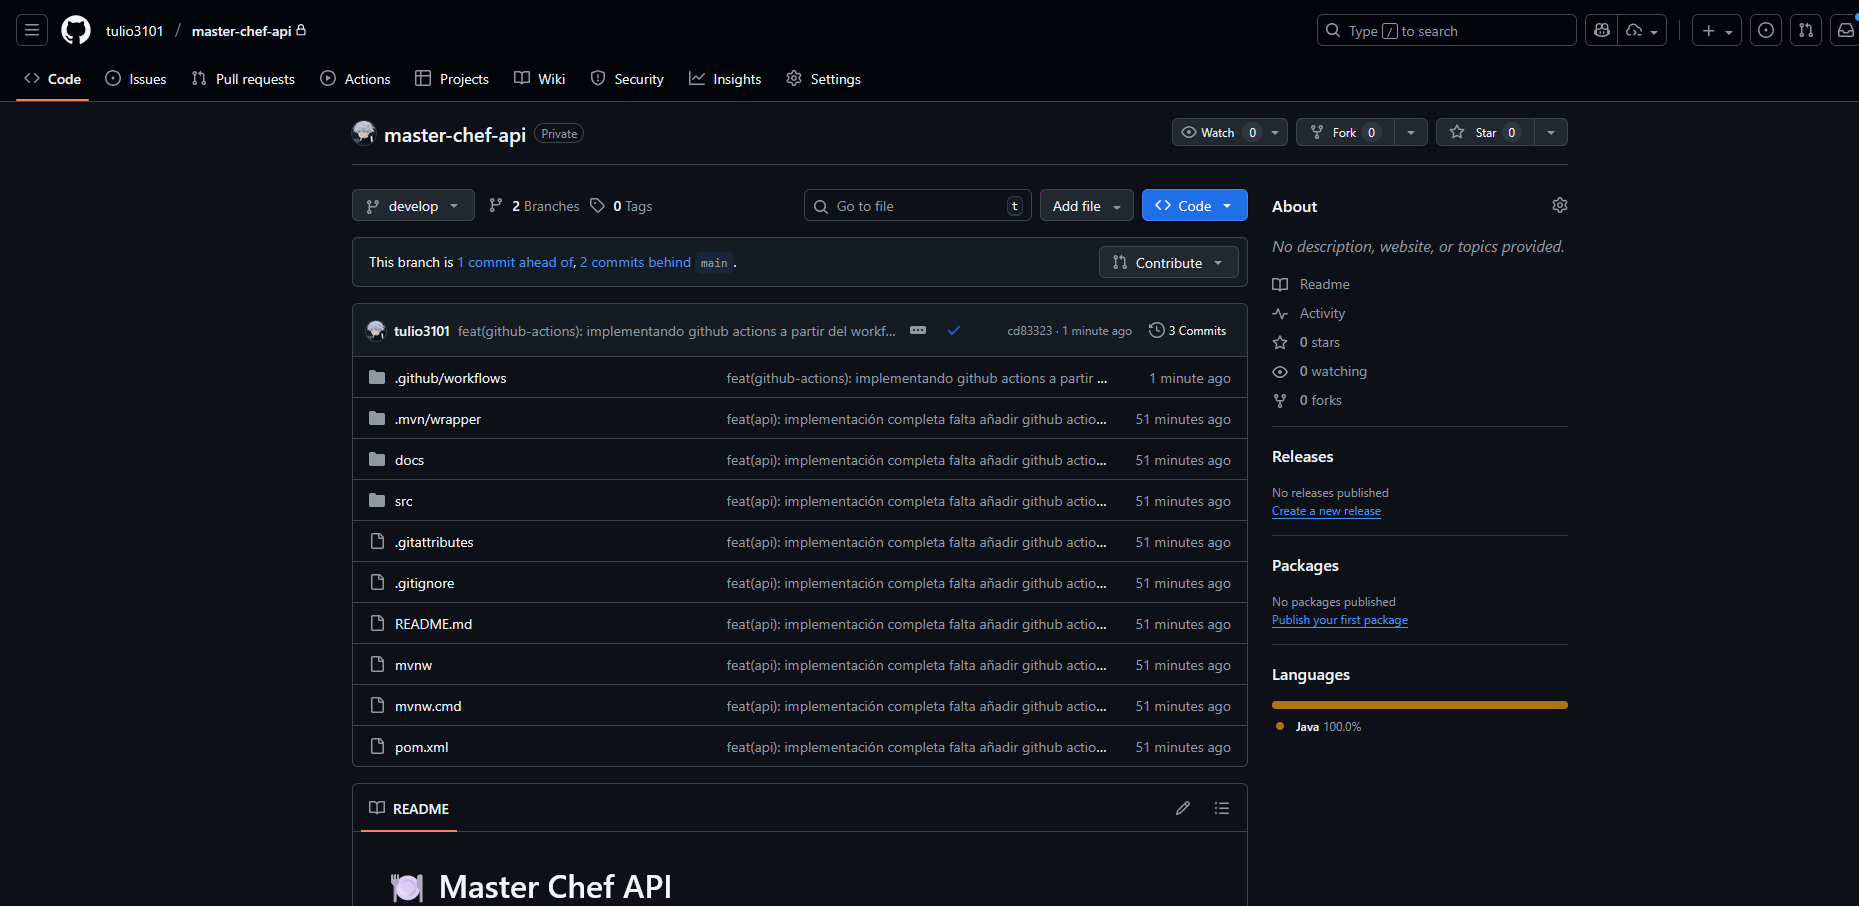 tulio3101 / master-chef-api
Type / to search
Code Issues Pull requests Actions Projects Wiki Security Insights Settings
master-chef-api Private
Watch 0 Fork 0 Star 0
develop 2 Branches 0 Tags
Go to file t Add file Code
This branch is 1 commit ahead of, 2 commits behind main .
Contribute
tulio3101 feat(github-actions): implementando github actions a partir del workf... cd83323 · 1 minute ago 3 Commits
.github/workflows feat(github-actions): implementando github actions a partir ... 1 minute ago
.mvn/wrapper feat(api): implementación completa falta añadir github actio... 51 minutes ago
docs feat(api): implementación completa falta añadir github actio... 51 minutes ago
src feat(api): implementación completa falta añadir github actio... 51 minutes ago
.gitattributes feat(api): implementación completa falta añadir github actio... 51 minutes ago
.gitignore feat(api): implementación completa falta añadir github actio... 51 minutes ago
README.md feat(api): implementación completa falta añadir github actio... 51 minutes ago
mvnw feat(api): implementación completa falta añadir github actio... 51 minutes ago
mvnw.cmd feat(api): implementación completa falta añadir github actio... 51 minutes ago
pom.xml feat(api): implementación completa falta añadir github actio... 51 minutes ago
README
Master Chef API
About
No description, website, or topics provided.
Readme
Activity
0 stars
0 watching
0 forks
Releases
No releases published
Create a new release
Packages
No packages published
Publish your first package
Languages
Java 100.0%